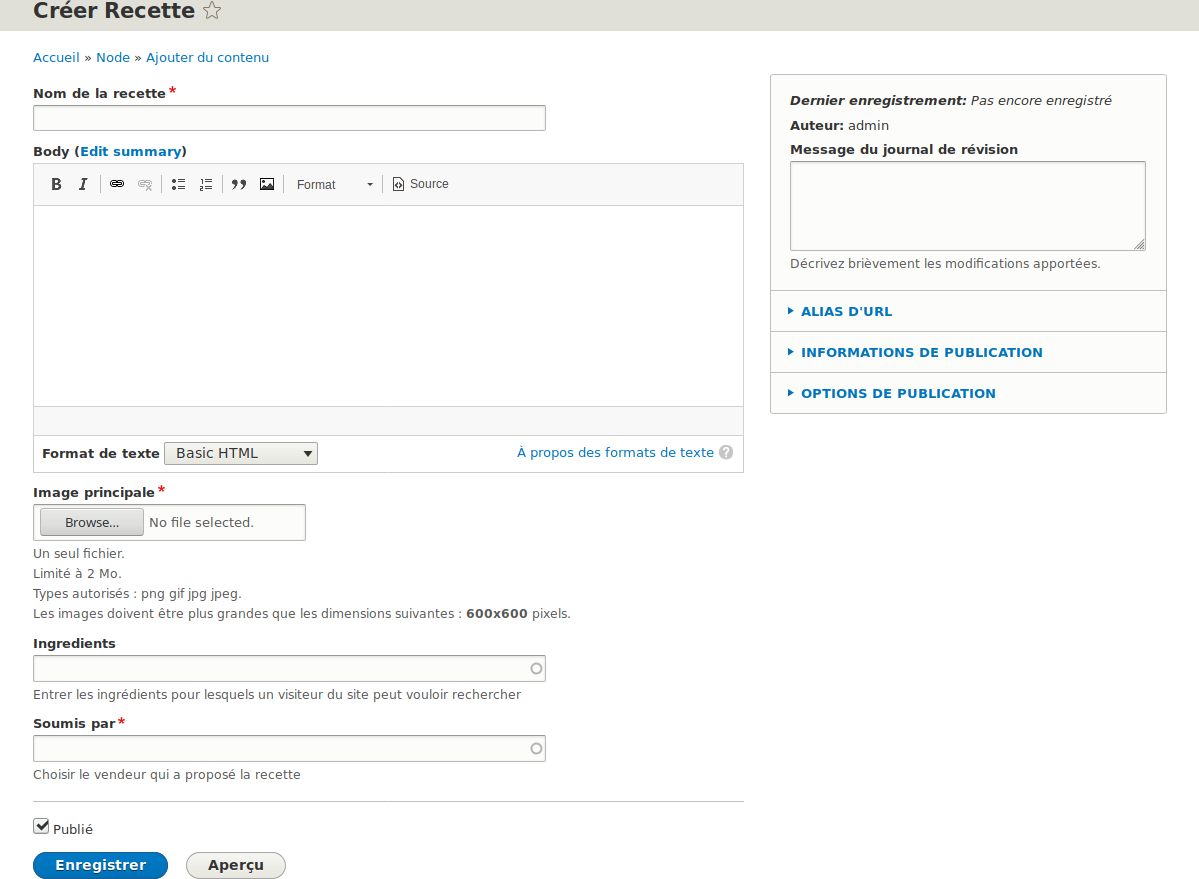 Créer Recette
Accueil » Node » Ajouter du contenu
Nom de la recette*
Body (Edit summary)
B I Format Source
Format de texte Basic HTML À propos des formats de texte ?
Image principale*
Browse... No file selected.
Un seul fichier.
Limité à 2 Mo.
Types autorisés : png gif jpg jpeg.
Les images doivent être plus grandes que les dimensions suivantes : 600x600 pixels.
Ingredients
Entrer les ingrédients pour lesquels un visiteur du site peut vouloir rechercher
Soumis par*
Choisir le vendeur qui a proposé la recette
Publié
Enregistrer Aperçu
Dernier enregistrement: Pas encore enregistré
Auteur: admin
Message du journal de révision
Décrivez brièvement les modifications apportées.
ALIAS D'URL
INFORMATIONS DE PUBLICATION
OPTIONS DE PUBLICATION